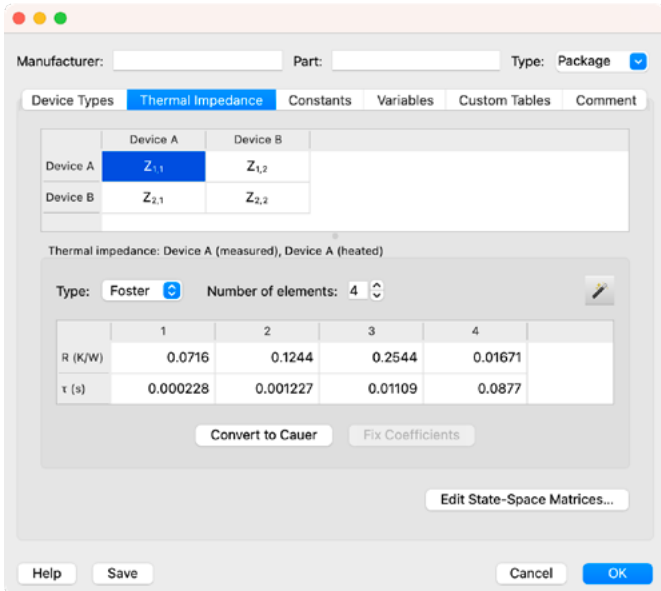 Manufacturer: Part: Type: Package
Device Types Thermal Impedance Constants Variables Custom Tables Comment
Device A Device B
Device A Z1,1 Z1,2
Device B Z2,1 Z2,2
Thermal impedance: Device A (measured), Device A (heated)
Type: Foster Number of elements: 4
1 2 3 4
R (K/W) 0.0716 0.1244 0.2544 0.01671
τ (s) 0.000228 0.001227 0.01109 0.0877
Convert to Cauer Fix Coefficients
Edit State-Space Matrices...
Help Save Cancel OK